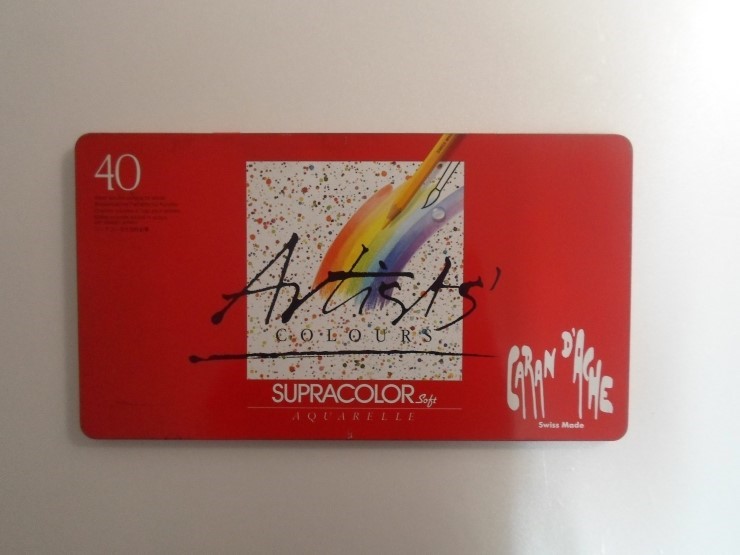 40
Artists'
COLOURS
SUPRACOLOR Soft
AQUARELLE
CARAN D'ACHE
Swiss Made